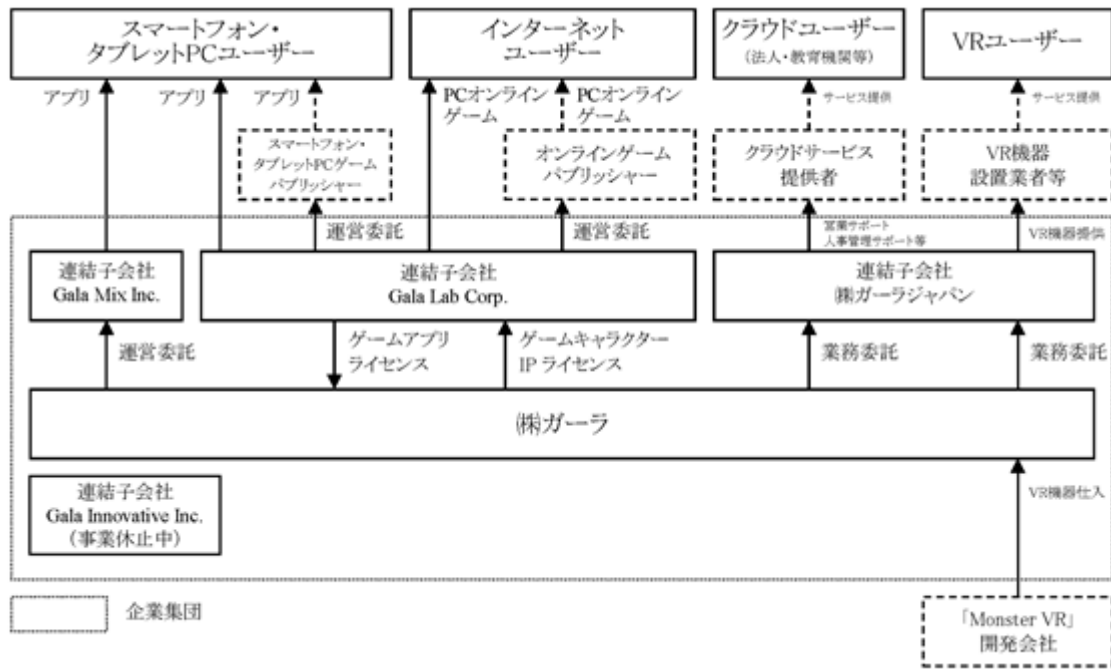 スマートフォン・
タブレットPCユーザー
インターネット
ユーザー
クラウドユーザー
（法人・教育機関等）
VRユーザー
アプリ
アプリ
アプリ
PCオンライン
ゲーム
PCオンライン
ゲーム
サービス提供
サービス提供
スマートフォン・
タブレットPCゲーム
パブリッシャー
オンラインゲーム
パブリッシャー
クラウドサービス
提供者
VR機器
設置業者等
運営委託
運営委託
営業サポート
人事管理サポート等
VR機器提供
連結子会社
Gala Mix Inc.
連結子会社
Gala Lab Corp.
連結子会社
㈱ガーラジャパン
運営委託
ゲームアプリ
ライセンス
ゲームキャラクター
IP ライセンス
業務委託
業務委託
㈱ガーラ
連結子会社
Gala Innovative Inc.
（事業休止中）
VR機器仕入
企業集団
「Monster VR」
開発会社